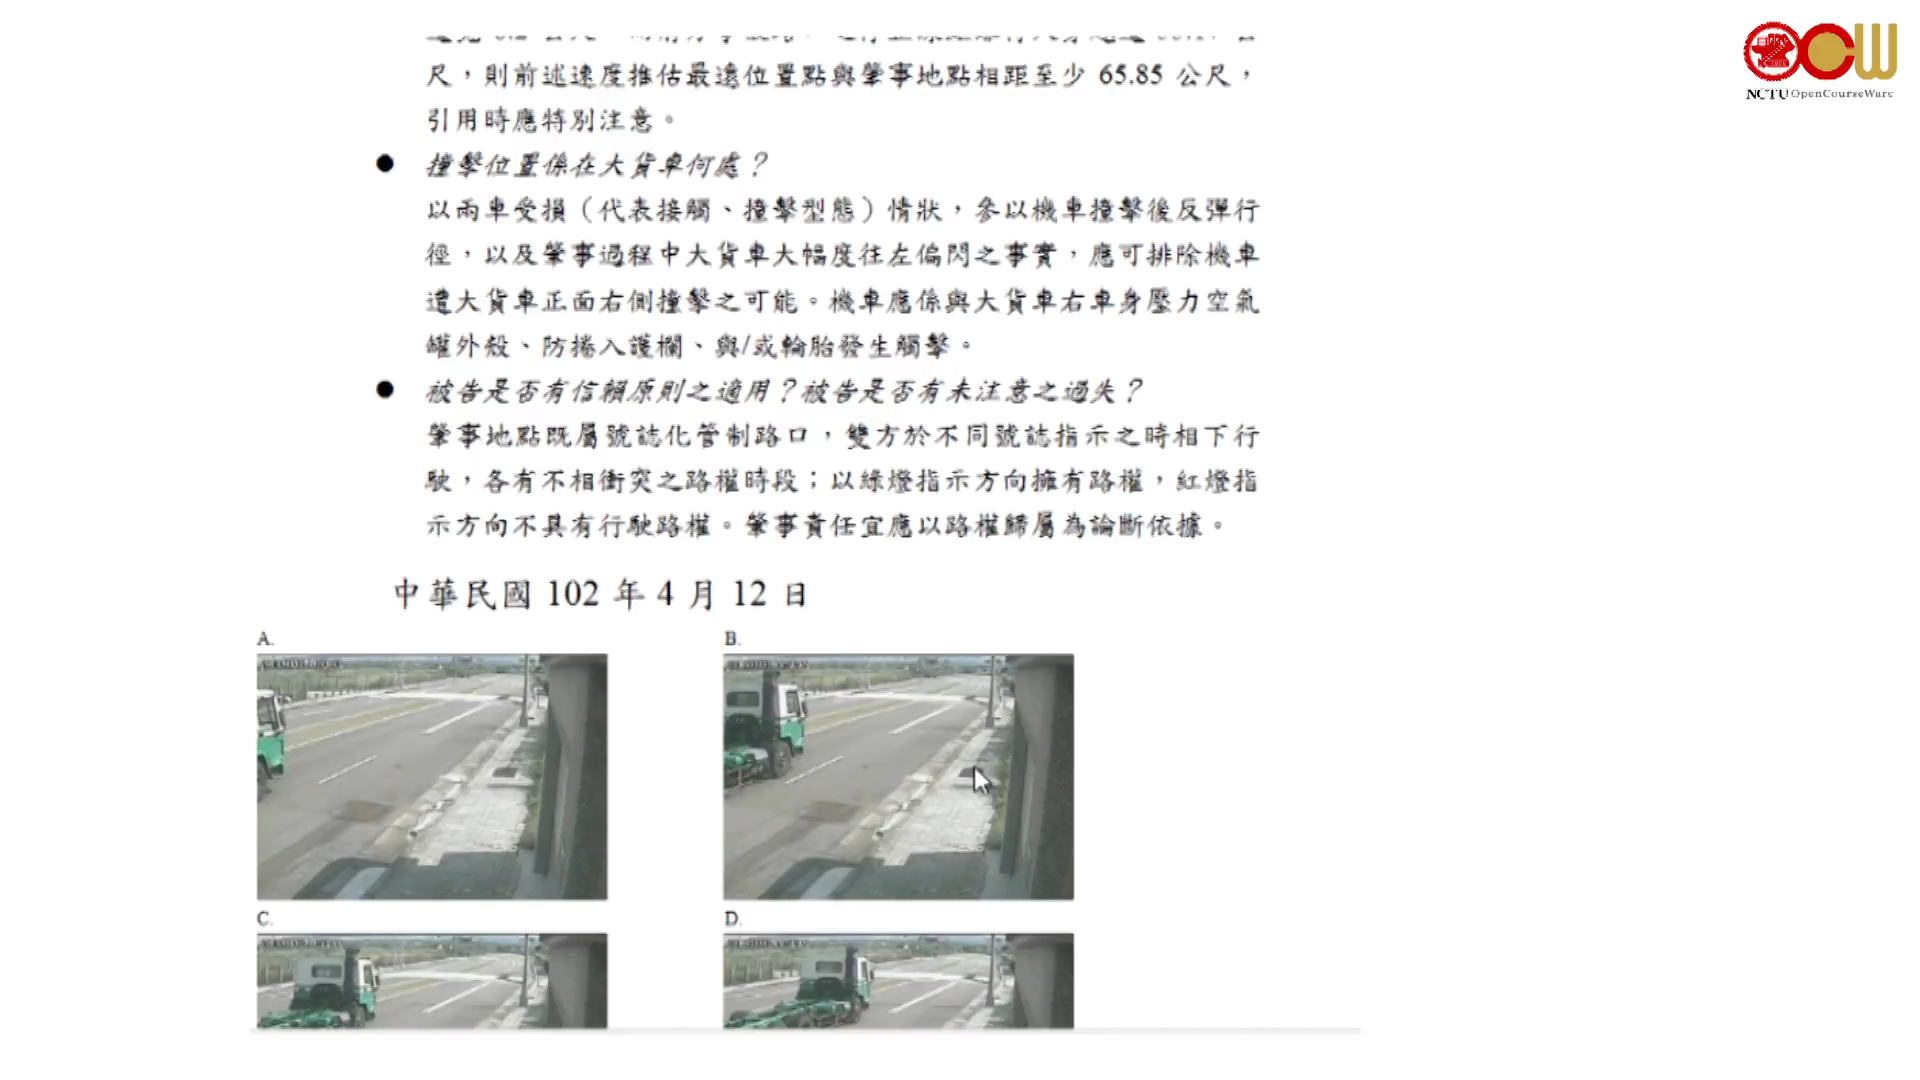 尺，則前述速度推估最遠位置點與肇事地點相距至少 65.85 公尺，
引用時應特別注意。
● 撞擊位置係在大貨車何處？
以兩車受損（代表接觸、撞擊型態）情狀，參以機車撞擊後反彈行
徑，以及肇事過程中大貨車大幅度往左偏閃之事實，應可排除機車
遭大貨車正面右側撞擊之可能。機車應係與大貨車右車身壓力空氣
罐外殼、防捲入護欄、與/或輪胎發生觸擊。
● 被告是否有信賴原則之適用？被告是否有未注意之過失？
肇事地點既屬號誌化管制路口，雙方於不同號誌指示之時相下行
駛，各有不相衝突之路權時段；以綠燈指示方向擁有路權，紅燈指
示方向不具有行駛路權。肇事責任宜應以路權歸屬為論斷依據。
中華民國 102 年 4 月 12 日
A.
B.
C.
D.
OCW
NCTU OpenCourseWare